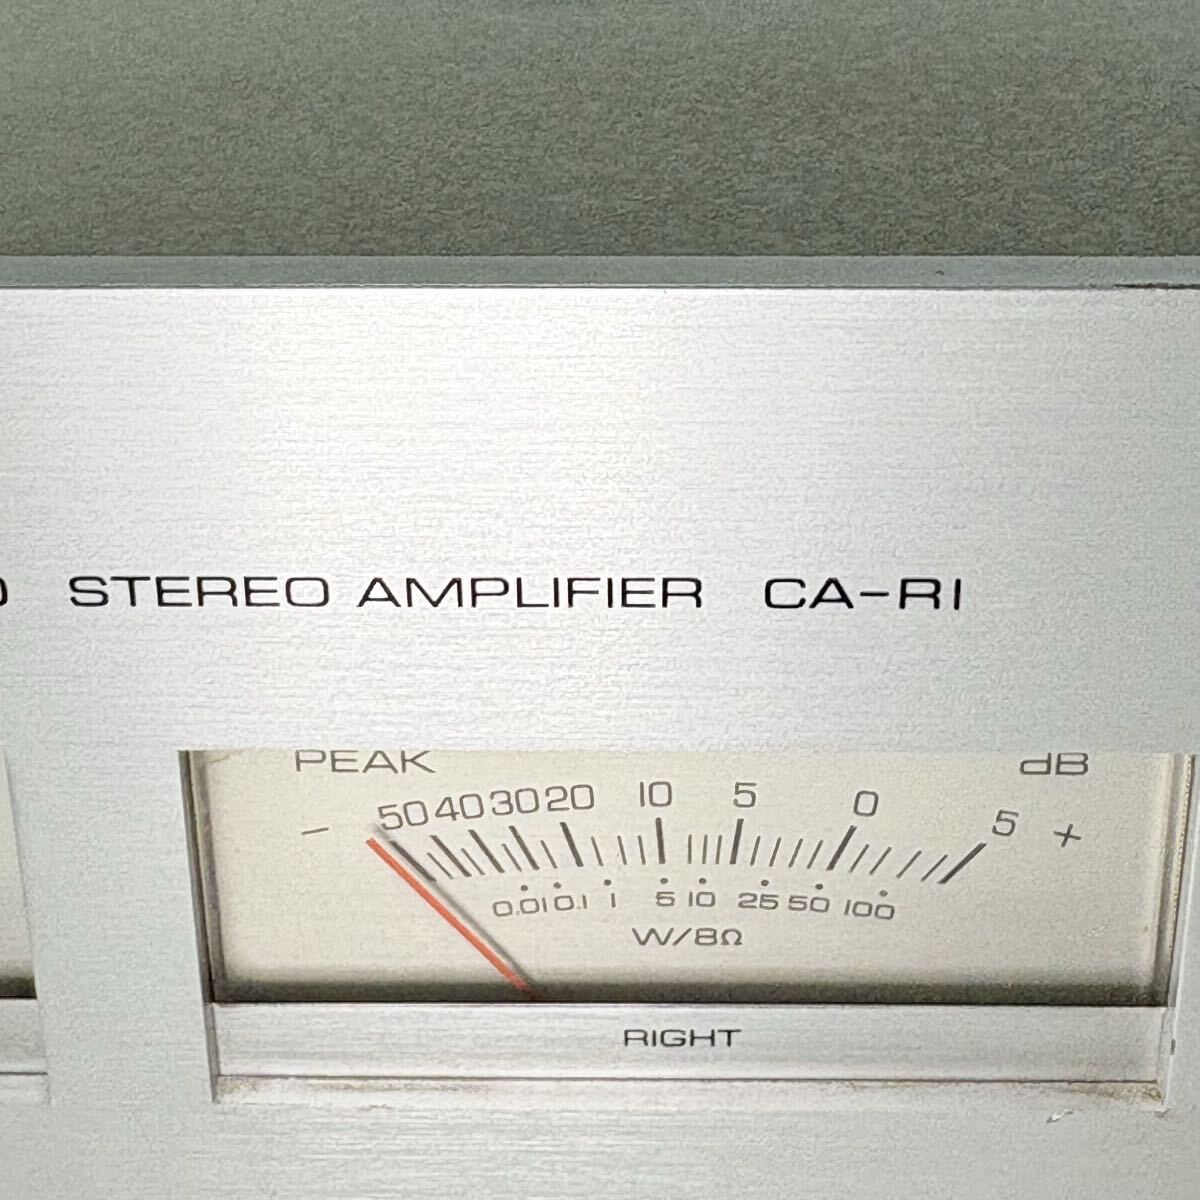 STEREO AMPLIFIER CA-R1
PEAK dB
- 50 40 30 20 10 5 0 5 +
0.01 0.1 1 5 10 25 50 100
W/8Ω
RIGHT